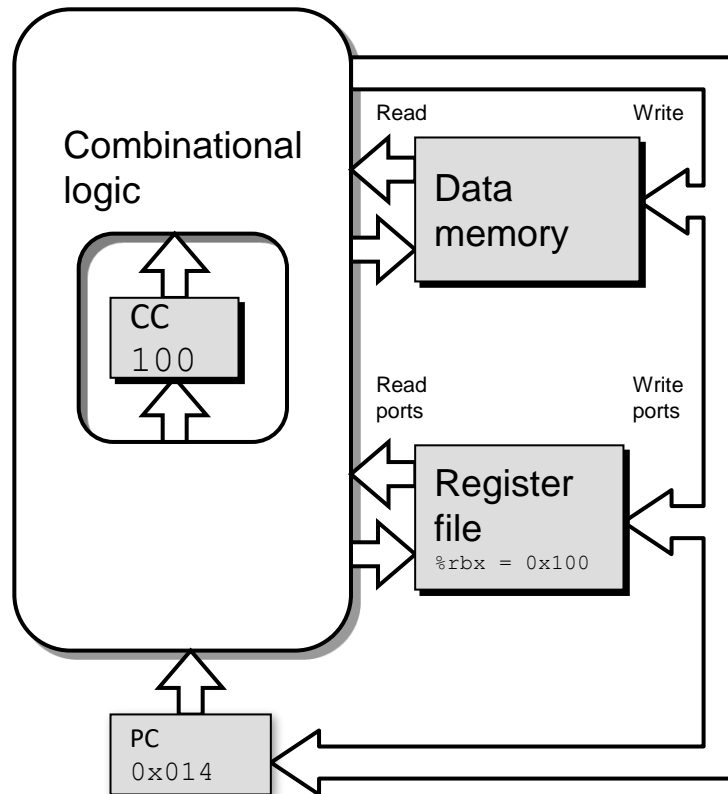 Combinational
logic
CC
100
Read
Write
Data
memory
Read
ports
Write
ports
Register
file
%rbx = 0x100
PC
0x014